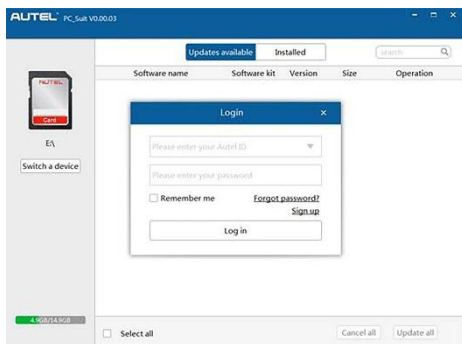 AUTEL PC_Suit V0.00.03
Updates available Installed
search
Software name Software kit Version Size Operation
AUTEL
Card
E:\
Switch a device
Login
Please enter your Autel ID
Please enter your password
Remember me Forgot password?
Sign up
Log in
4.9GB/14.9GB
Select all Cancel all Update all